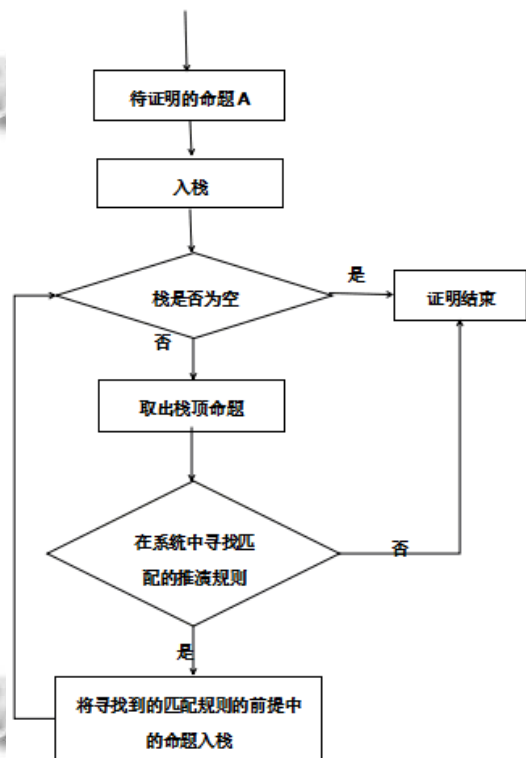 待证明的命题 A
入栈
栈是否为空
是
证明结束
否
取出栈顶命题
在系统中寻找匹
配的推演规则
否
是
将寻找到的匹配规则的前提中
的命题入栈